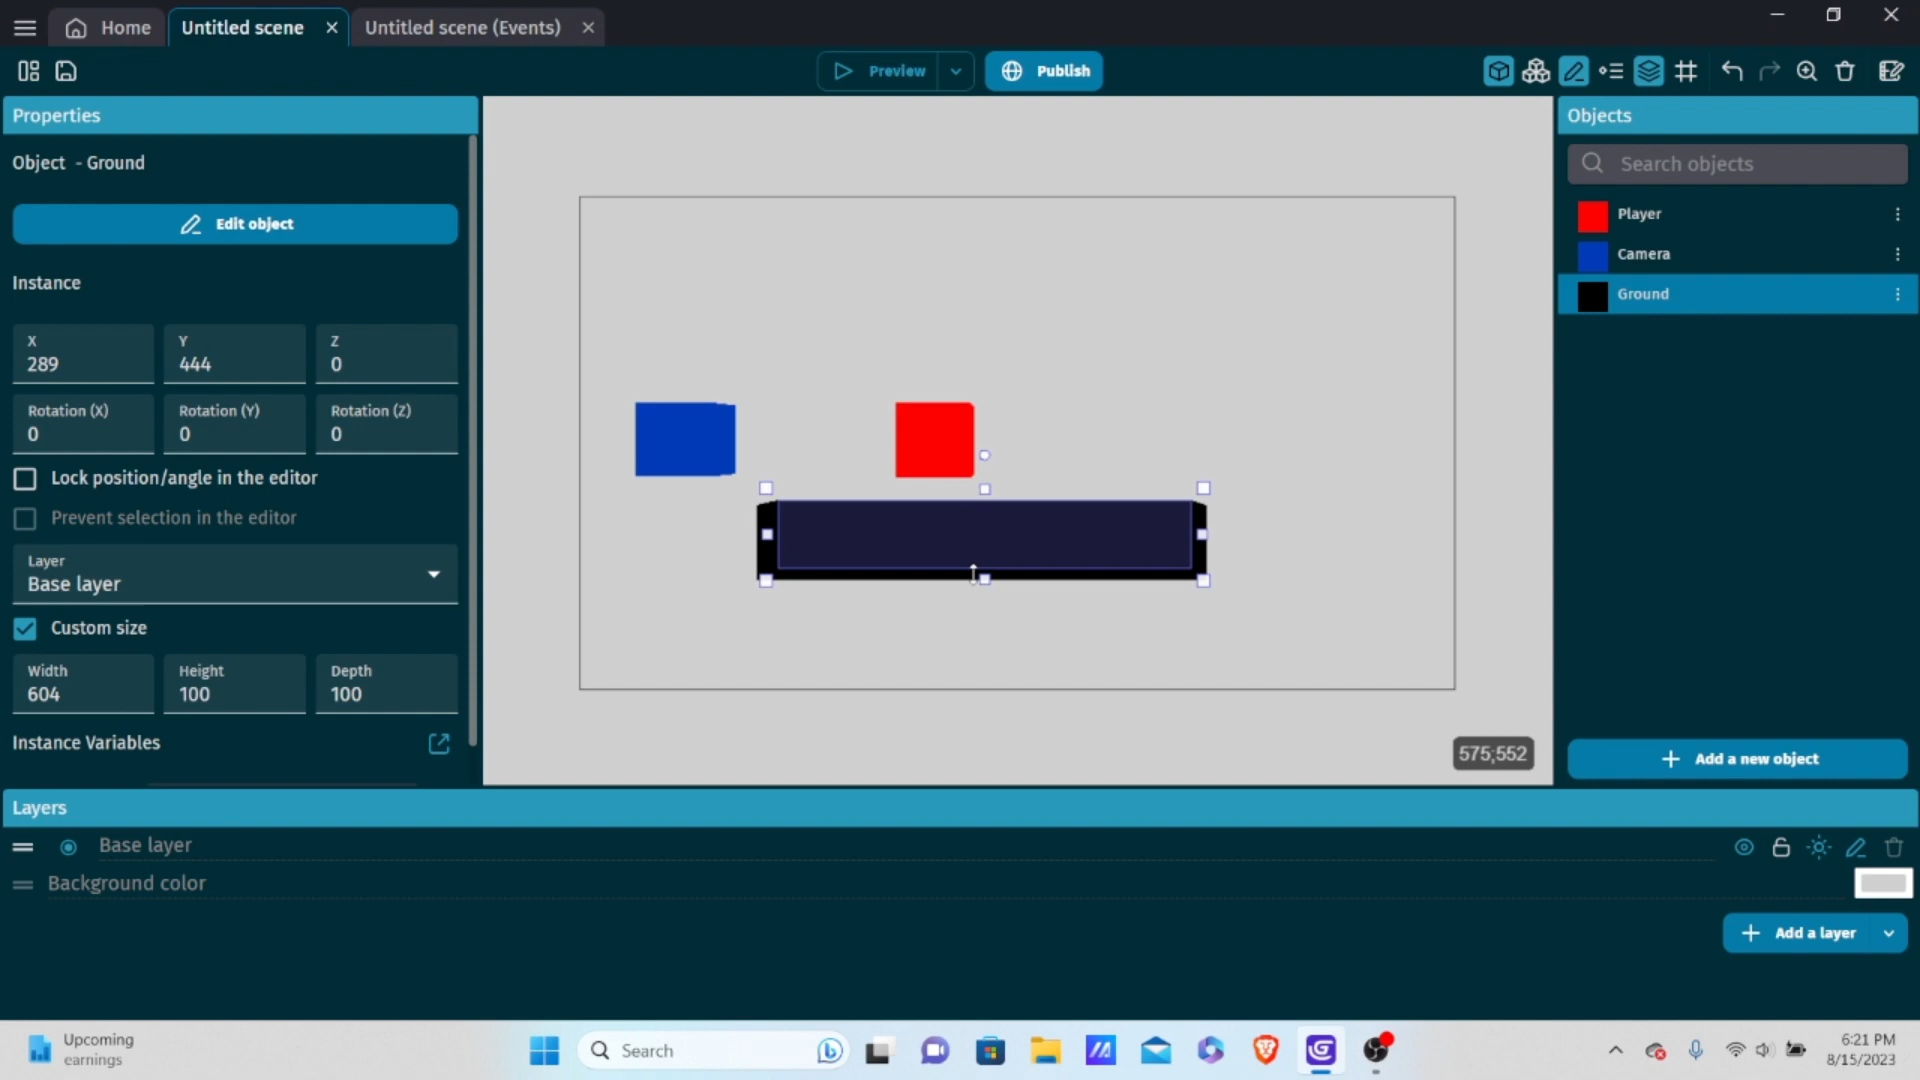 Home
Untitled scene
Untitled scene (Events)
Preview
Publish
Properties
Object - Ground
Edit object
Instance
X
289
Y
444
Z
0
Rotation (X)
0
Rotation (Y)
0
Rotation (Z)
0
Lock position/angle in the editor
Prevent selection in the editor
Layer
Base layer
Custom size
Width
604
Height
100
Depth
100
Instance Variables
575;552
Objects
Search objects
Player
Camera
Ground
Add a new object
Layers
Base layer
Background color
Add a layer
Upcoming
earnings
Search
6:21 PM
8/15/2023